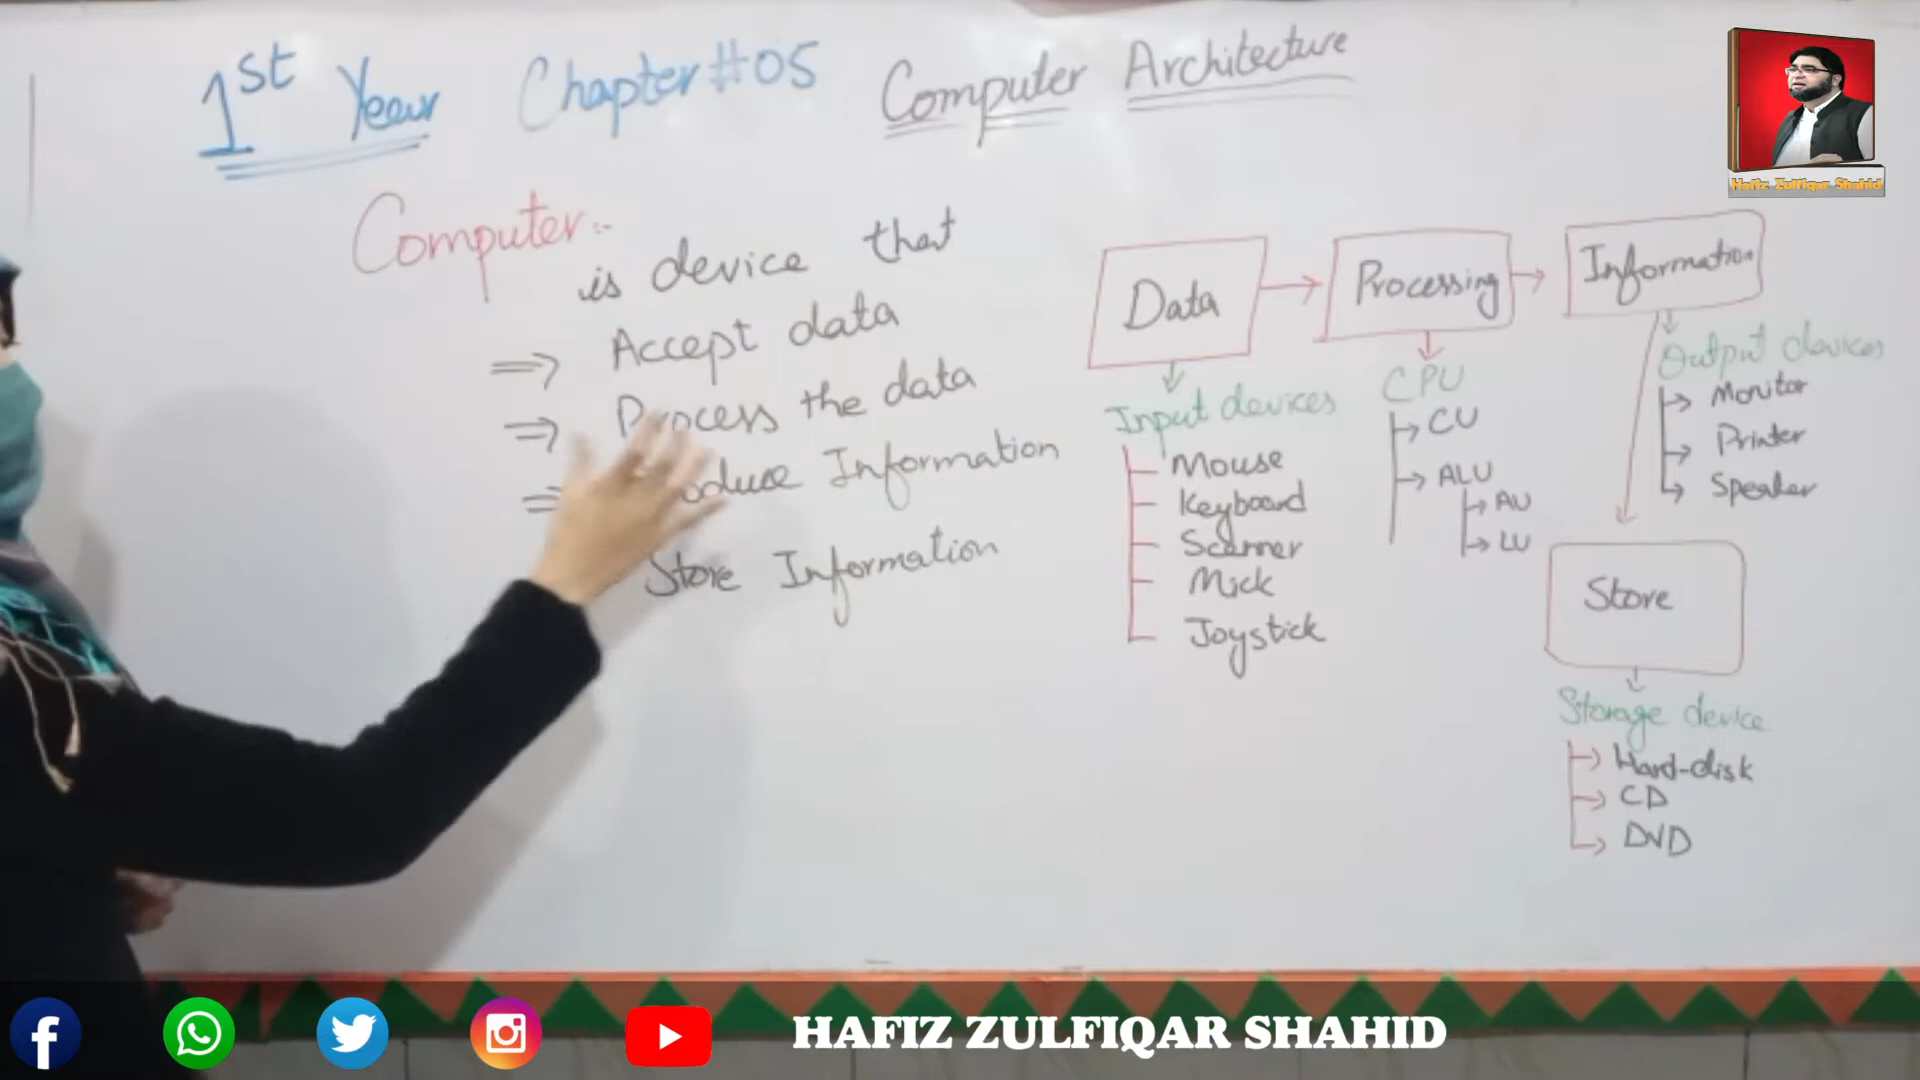 1st Year Chapter#05 Computer Architecture
Hafiz Zulfiqar Shahid
Computer:-
is device that
⇒ Accept data
⇒ Process the data
Information
Store Information
Data → Processing → Information
Input devices
Mouse
Keyboard
Scanner
Mick
Joystick
CPU
CU
ALU
AU
LU
Output devices
Monitor
Printer
Speaker
Store
Storage device
Hard-disk
CD
DVD
HAFIZ ZULFIQAR SHAHID